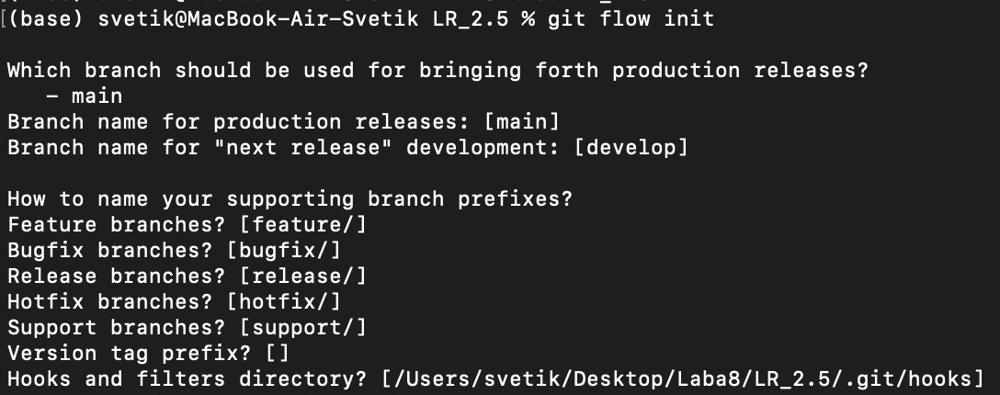 [(base) svetik@MacBook-Air-Svetik LR_2.5 % git flow init
Which branch should be used for bringing forth production releases?
- main
Branch name for production releases: [main]
Branch name for "next release" development: [develop]
How to name your supporting branch prefixes?
Feature branches? [feature/]
Bugfix branches? [bugfix/]
Release branches? [release/]
Hotfix branches? [hotfix/]
Support branches? [support/]
Version tag prefix? []
Hooks and filters directory? [/Users/svetik/Desktop/Laba8/LR_2.5/.git/hooks]